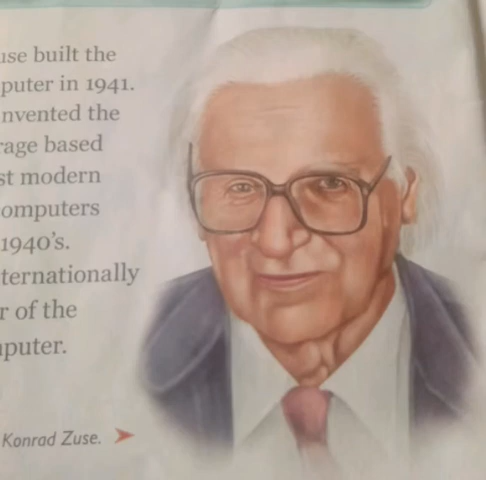 use built the
puter in 1941.
nvented the
rage based
st modern
omputers
1940's.
ternationally
r of the
puter.
Konrad Zuse.